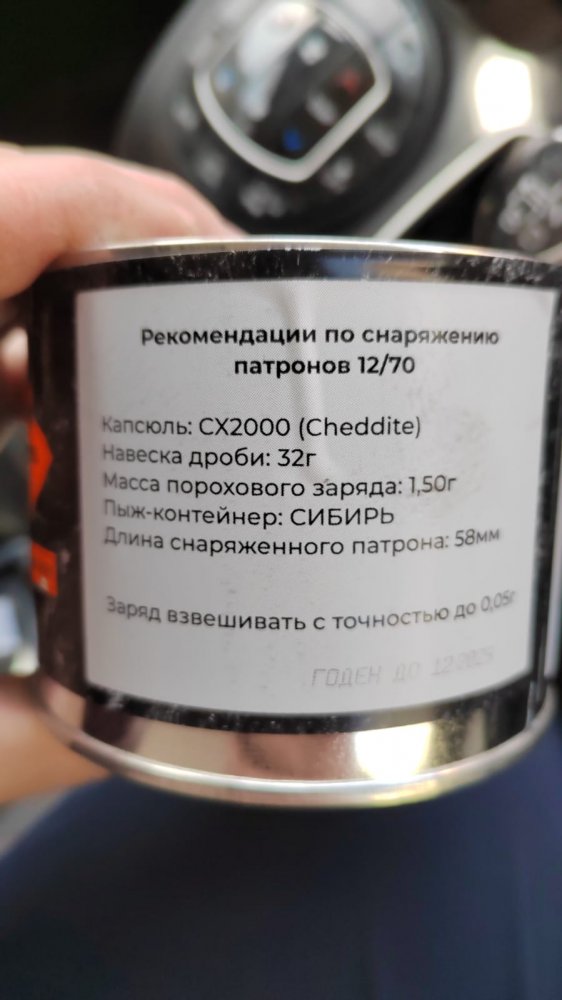 Рекомендации по снаряжению
патронов 12/70
Капсюль: CX2000 (Cheddite)
Навеска дроби: 32г
Масса порохового заряда: 1,50г
Пыж-контейнер: СИБИРЬ
Длина снаряженного патрона: 58мм
Заряд взвешивать с точностью до 0,05г
ГОДЕН ДО 12.2025